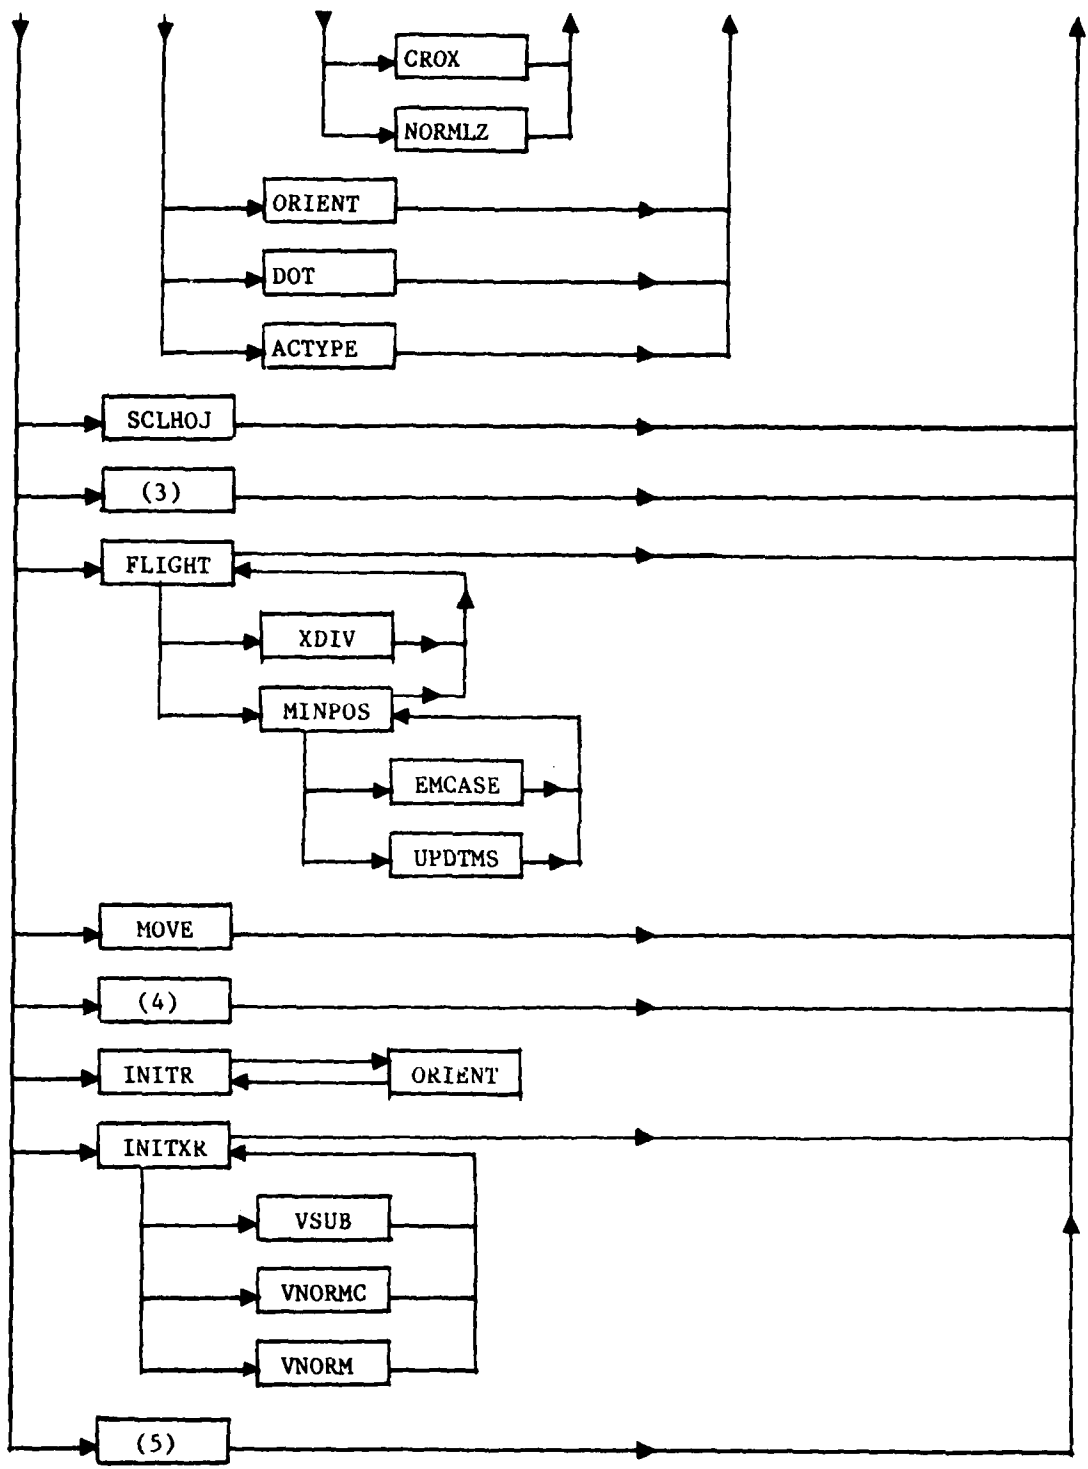 CROX
NORMLZ
ORIENT
DOT
ACTYPE
SCLHOJ
(3)
FLIGHT
XDIV
MINPOS
EMCASE
UPDTMS
MOVE
(4)
INITR
ORIENT
INITXR
VSUB
VNORMC
VNORM
(5)